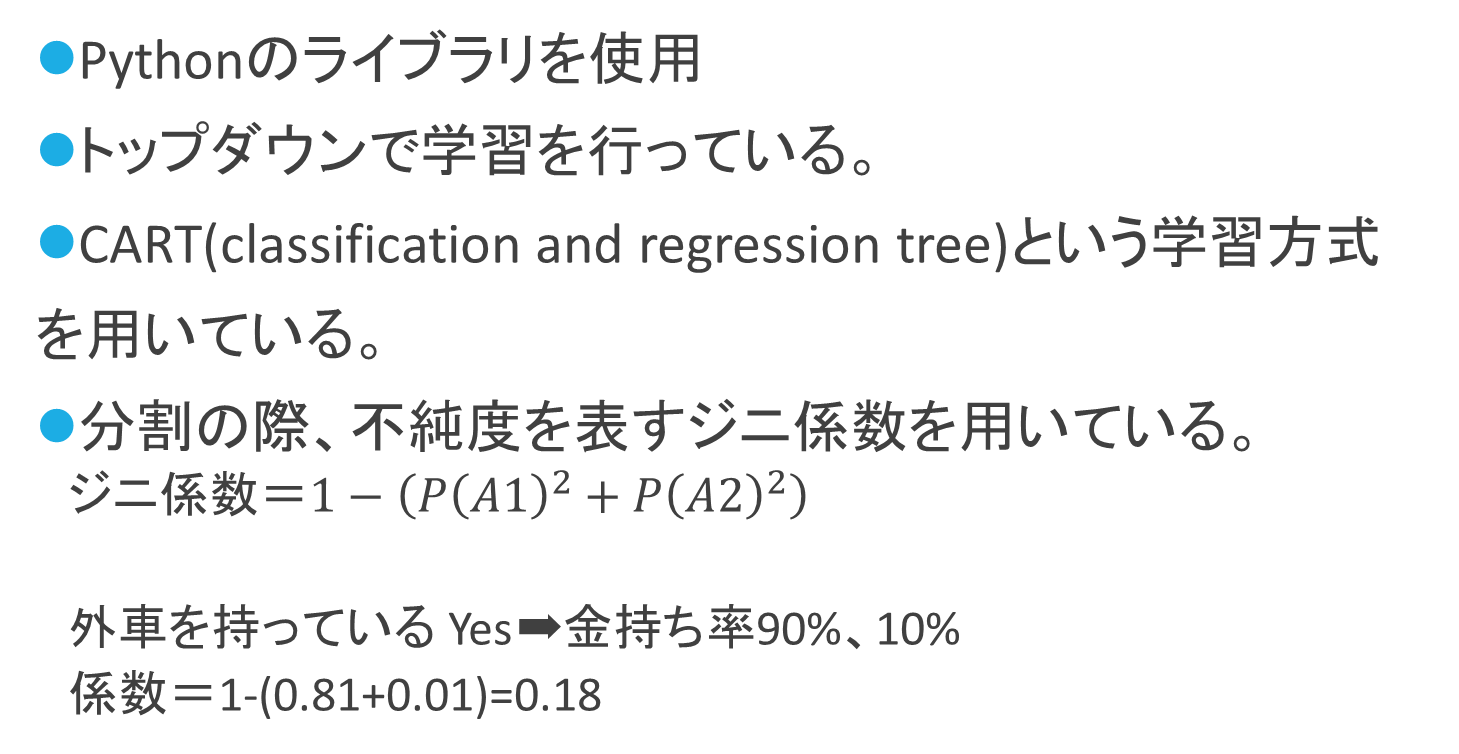 ●Pythonのライブラリを使用
●トップダウンで学習を行っている。
●CART(classification and regression tree)という学習方式
を用いている。
●分割の際、不純度を表すジニ係数を用いている。
ジニ係数＝1 − (P(A1)² + P(A2)²)
外車を持っている Yes➡金持ち率90%、10%
係数＝1-(0.81+0.01)=0.18